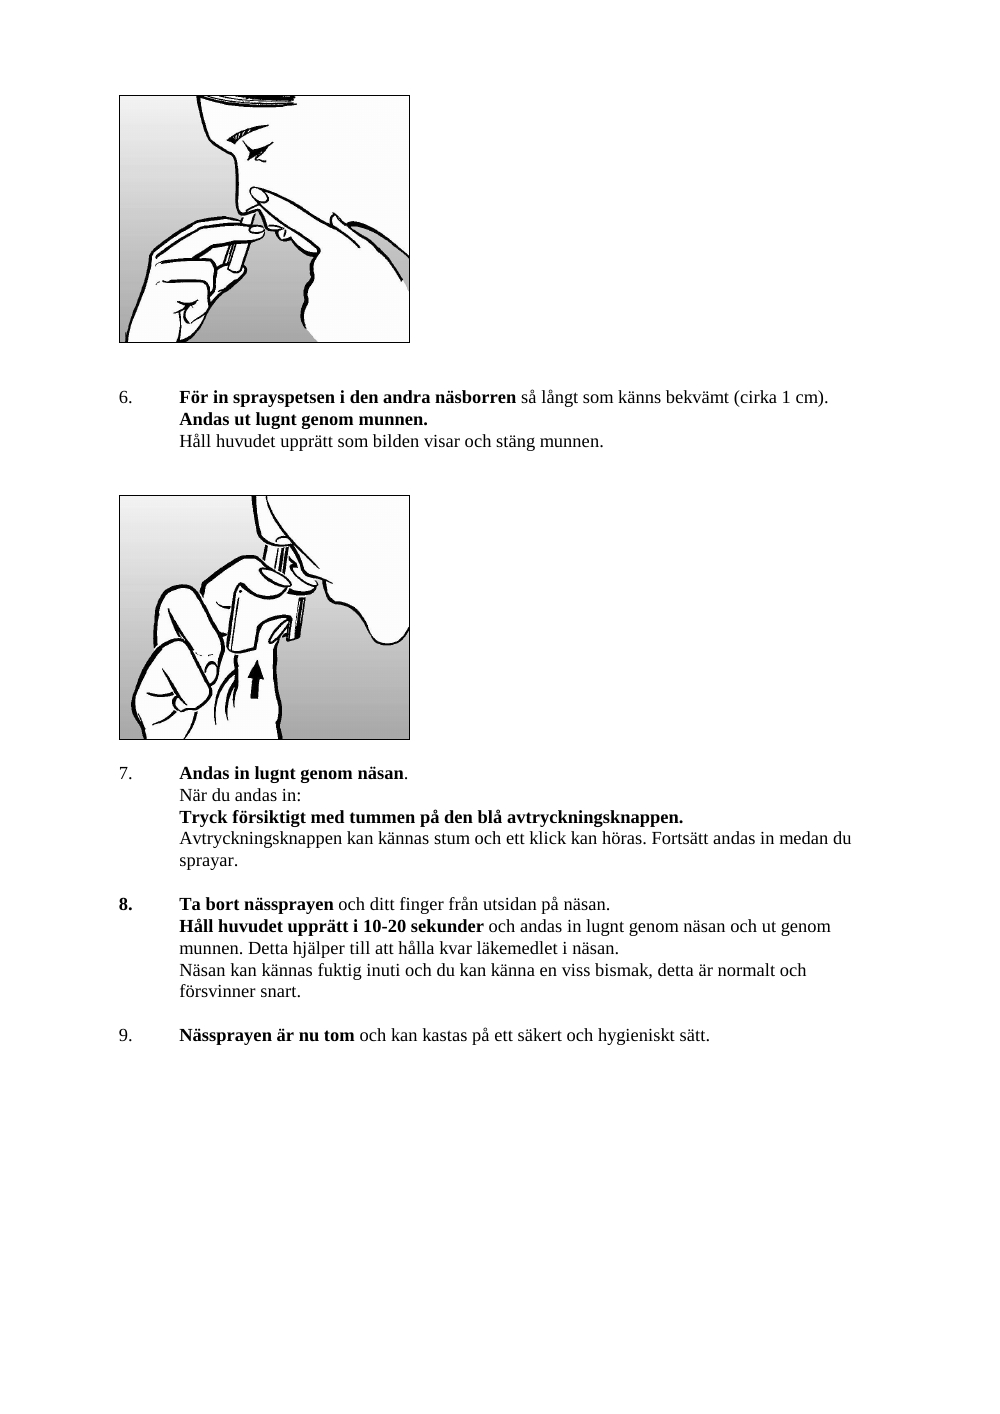 6. För in sprayspetsen i den andra näsborren så långt som känns bekvämt (cirka 1 cm).
Andas ut lugnt genom munnen.
Håll huvudet upprätt som bilden visar och stäng munnen.
7. Andas in lugnt genom näsan.
När du andas in:
Tryck försiktigt med tummen på den blå avtryckningsknappen.
Avtryckningsknappen kan kännas stum och ett klick kan höras. Fortsätt andas in medan du
sprayar.
8. Ta bort nässprayen och ditt finger från utsidan på näsan.
Håll huvudet upprätt i 10-20 sekunder och andas in lugnt genom näsan och ut genom
munnen. Detta hjälper till att hålla kvar läkemedlet i näsan.
Näsan kan kännas fuktig inuti och du kan känna en viss bismak, detta är normalt och
försvinner snart.
9. Nässprayen är nu tom och kan kastas på ett säkert och hygieniskt sätt.